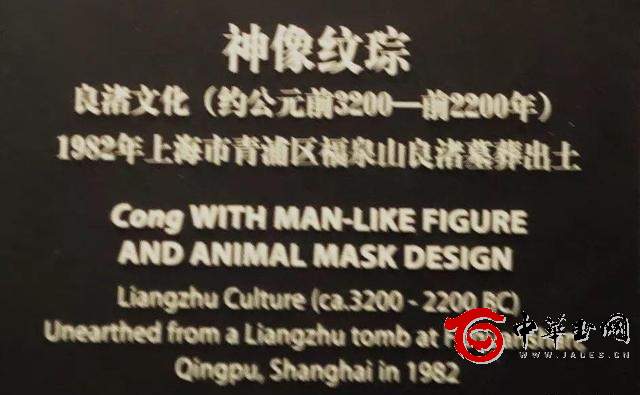 神像纹琮
良渚文化（约公元前3200—前2200年）
1982年上海市青浦区福泉山良渚墓葬出土
Cong WITH MAN-LIKE FIGURE
AND ANIMAL MASK DESIGN
Liangzhu Culture (ca.3200 - 2200 BC)
Unearthed from a Liangzhu tomb at
Qingpu, Shanghai in 1982
中华玉网
WWW.JADES.CN